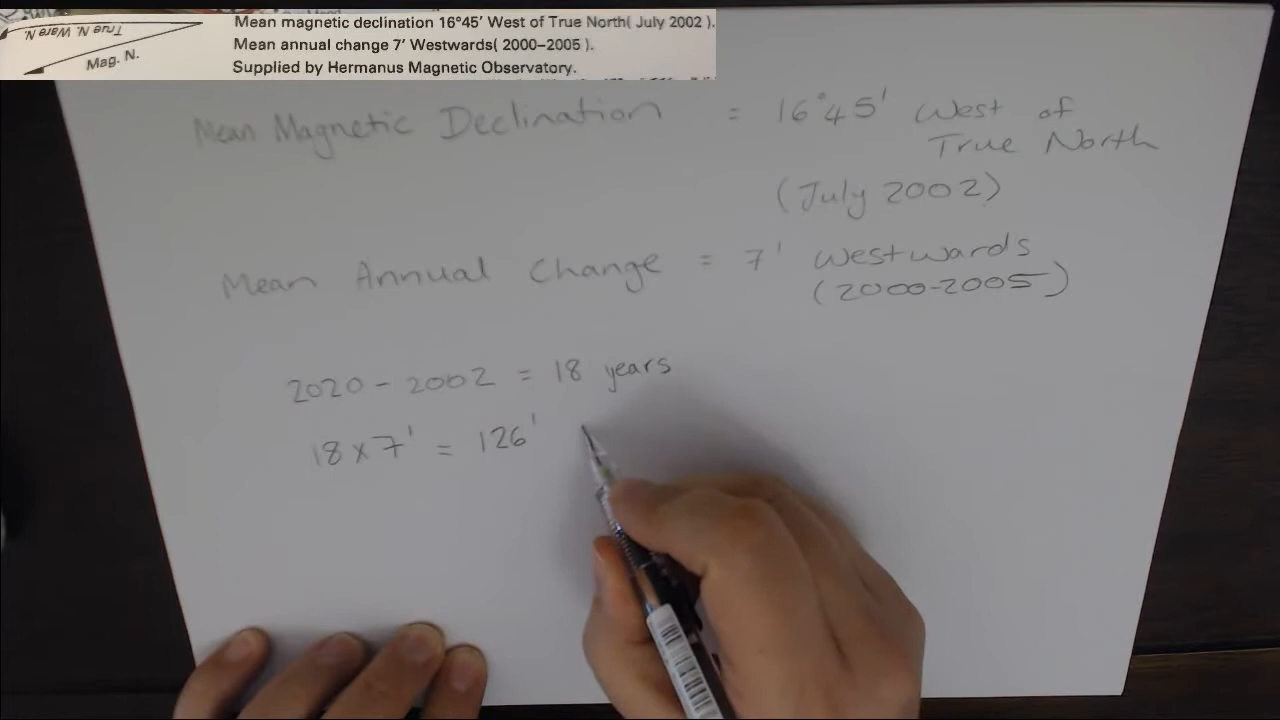 True N. Ware N.
Mag. N.
Mean magnetic declination 16°45′ West of True North( July 2002 ).
Mean annual change 7′ Westwards( 2000–2005 ).
Supplied by Hermanus Magnetic Observatory.
Mean Magnetic Declination = 16°45' West of
True North
(July 2002)
Mean Annual Change = 7' Westwards
(2000-2005)
2020 - 2002 = 18 years
18 x 7' = 126'